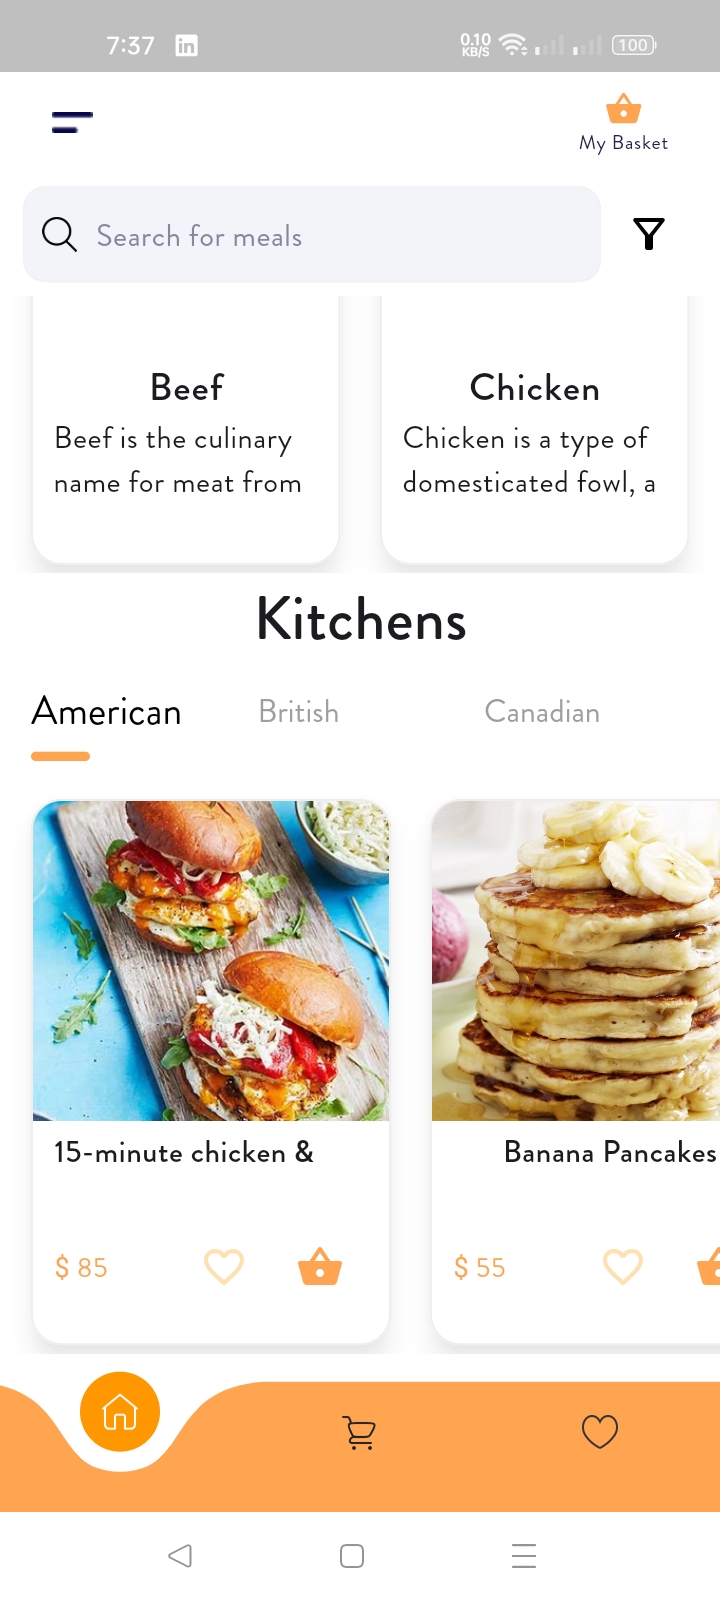 7:37 in 0.10 KB/S 100
My Basket
Search for meals
Beef
Beef is the culinary
name for meat from
Chicken
Chicken is a type of
domesticated fowl, a
Kitchens
American British Canadian
15-minute chicken &
$ 85
Banana Pancakes
$ 55